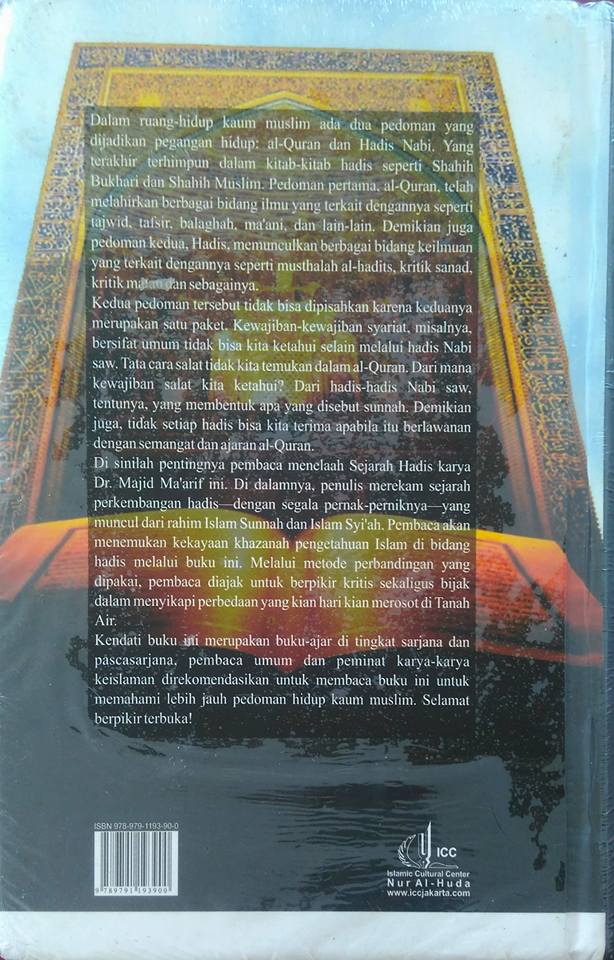 Dalam ruang-hidup kaum muslim ada dua pedoman yang
dijadikan pegangan hidup: al-Quran dan Hadis Nabi. Yang
terakhir terhimpun dalam kitab-kitab hadis seperti Shahih
Bukhari dan Shahih Muslim. Pedoman pertama, al-Quran, telah
melahirkan berbagai bidang ilmu yang terkait dengannya seperti
tajwid, tafsir, balaghah, ma'ani, dan lain-lain. Demikian juga
pedoman kedua, Hadis, memunculkan berbagai bidang keilmuan
yang terkait dengannya seperti musthalah al-hadits, kritik sanad,
kritik matan dan sebagainya.
Kedua pedoman tersebut tidak bisa dipisahkan karena keduanya
merupakan satu paket. Kewajiban-kewajiban syariat, misalnya,
bersifat umum tidak bisa kita ketahui selain melalui hadis Nabi
saw. Tata cara salat tidak kita temukan dalam al-Quran. Dari mana
kewajiban salat kita ketahui? Dari hadis-hadis Nabi saw,
tentunya, yang membentuk apa yang disebut sunnah. Demikian
juga, tidak setiap hadis bisa kita terima apabila itu berlawanan
dengan semangat dan ajaran al-Quran.
Di sinilah pentingnya pembaca menelaah Sejarah Hadis karya
Dr. Majid Ma'arif ini. Di dalamnya, penulis merekam sejarah
perkembangan hadis—dengan segala pernak-perniknya—yang
muncul dari rahim Islam Sunnah dan Islam Syi'ah. Pembaca akan
menemukan kekayaan khazanah pengetahuan Islam di bidang
hadis melalui buku ini. Melalui metode perbandingan yang
dipakai, pembaca diajak untuk berpikir kritis sekaligus bijak
dalam menyikapi perbedaan yang kian hari kian merosot di Tanah
Air.
Kendati buku ini merupakan buku-ajar di tingkat sarjana dan
pascasarjana, pembaca umum dan peminat karya-karya
keislaman direkomendasikan untuk membaca buku ini untuk
memahami lebih jauh pedoman hidup kaum muslim. Selamat
berpikir terbuka!
ISBN 978-979-1193-90-0
9 789791 193900
ICC
Islamic Cultural Center
Nur Al-Huda
www.iccjakarta.com